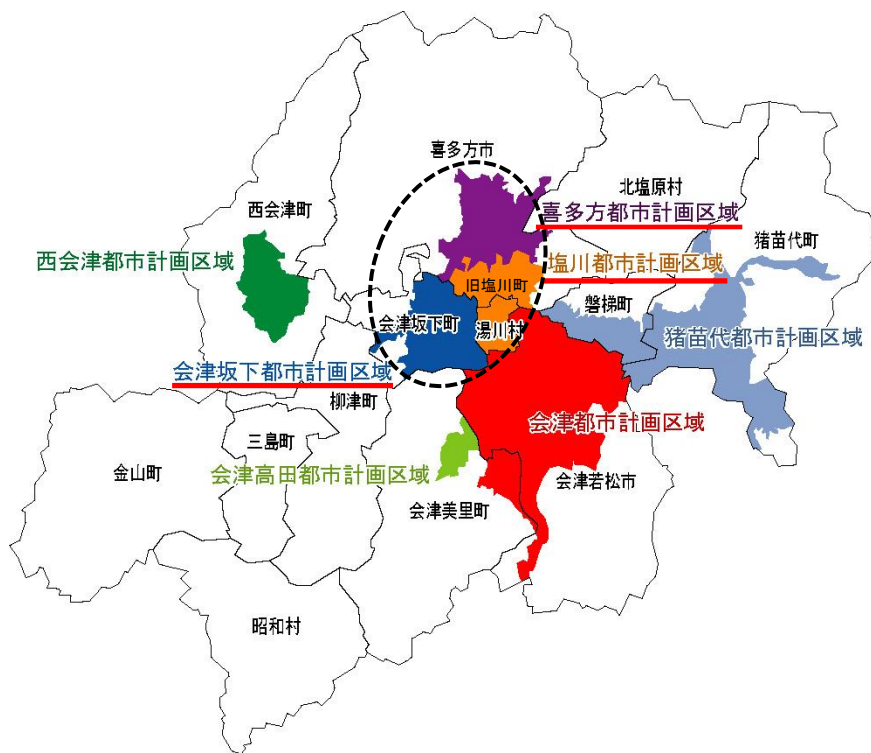 喜多方市
北塩原村
西会津町
喜多方都市計画区域
猪苗代町
西会津都市計画区域
塩川都市計画区域
旧塩川町
磐梯町
会津坂下町
湯川村
猪苗代都市計画区域
会津坂下都市計画区域
柳津町
会津都市計画区域
三島町
金山町
会津高田都市計画区域
会津若松市
会津美里町
昭和村